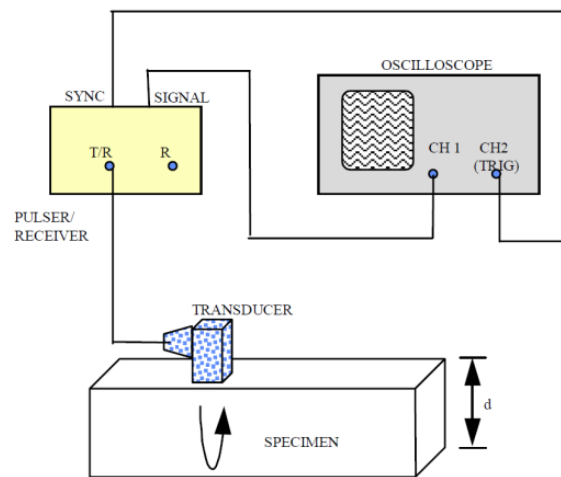 OSCILLOSCOPE
SYNC
SIGNAL
T/R
R
CH 1
CH2
(TRIG)
PULSER/
RECEIVER
TRANSDUCER
d
SPECIMEN